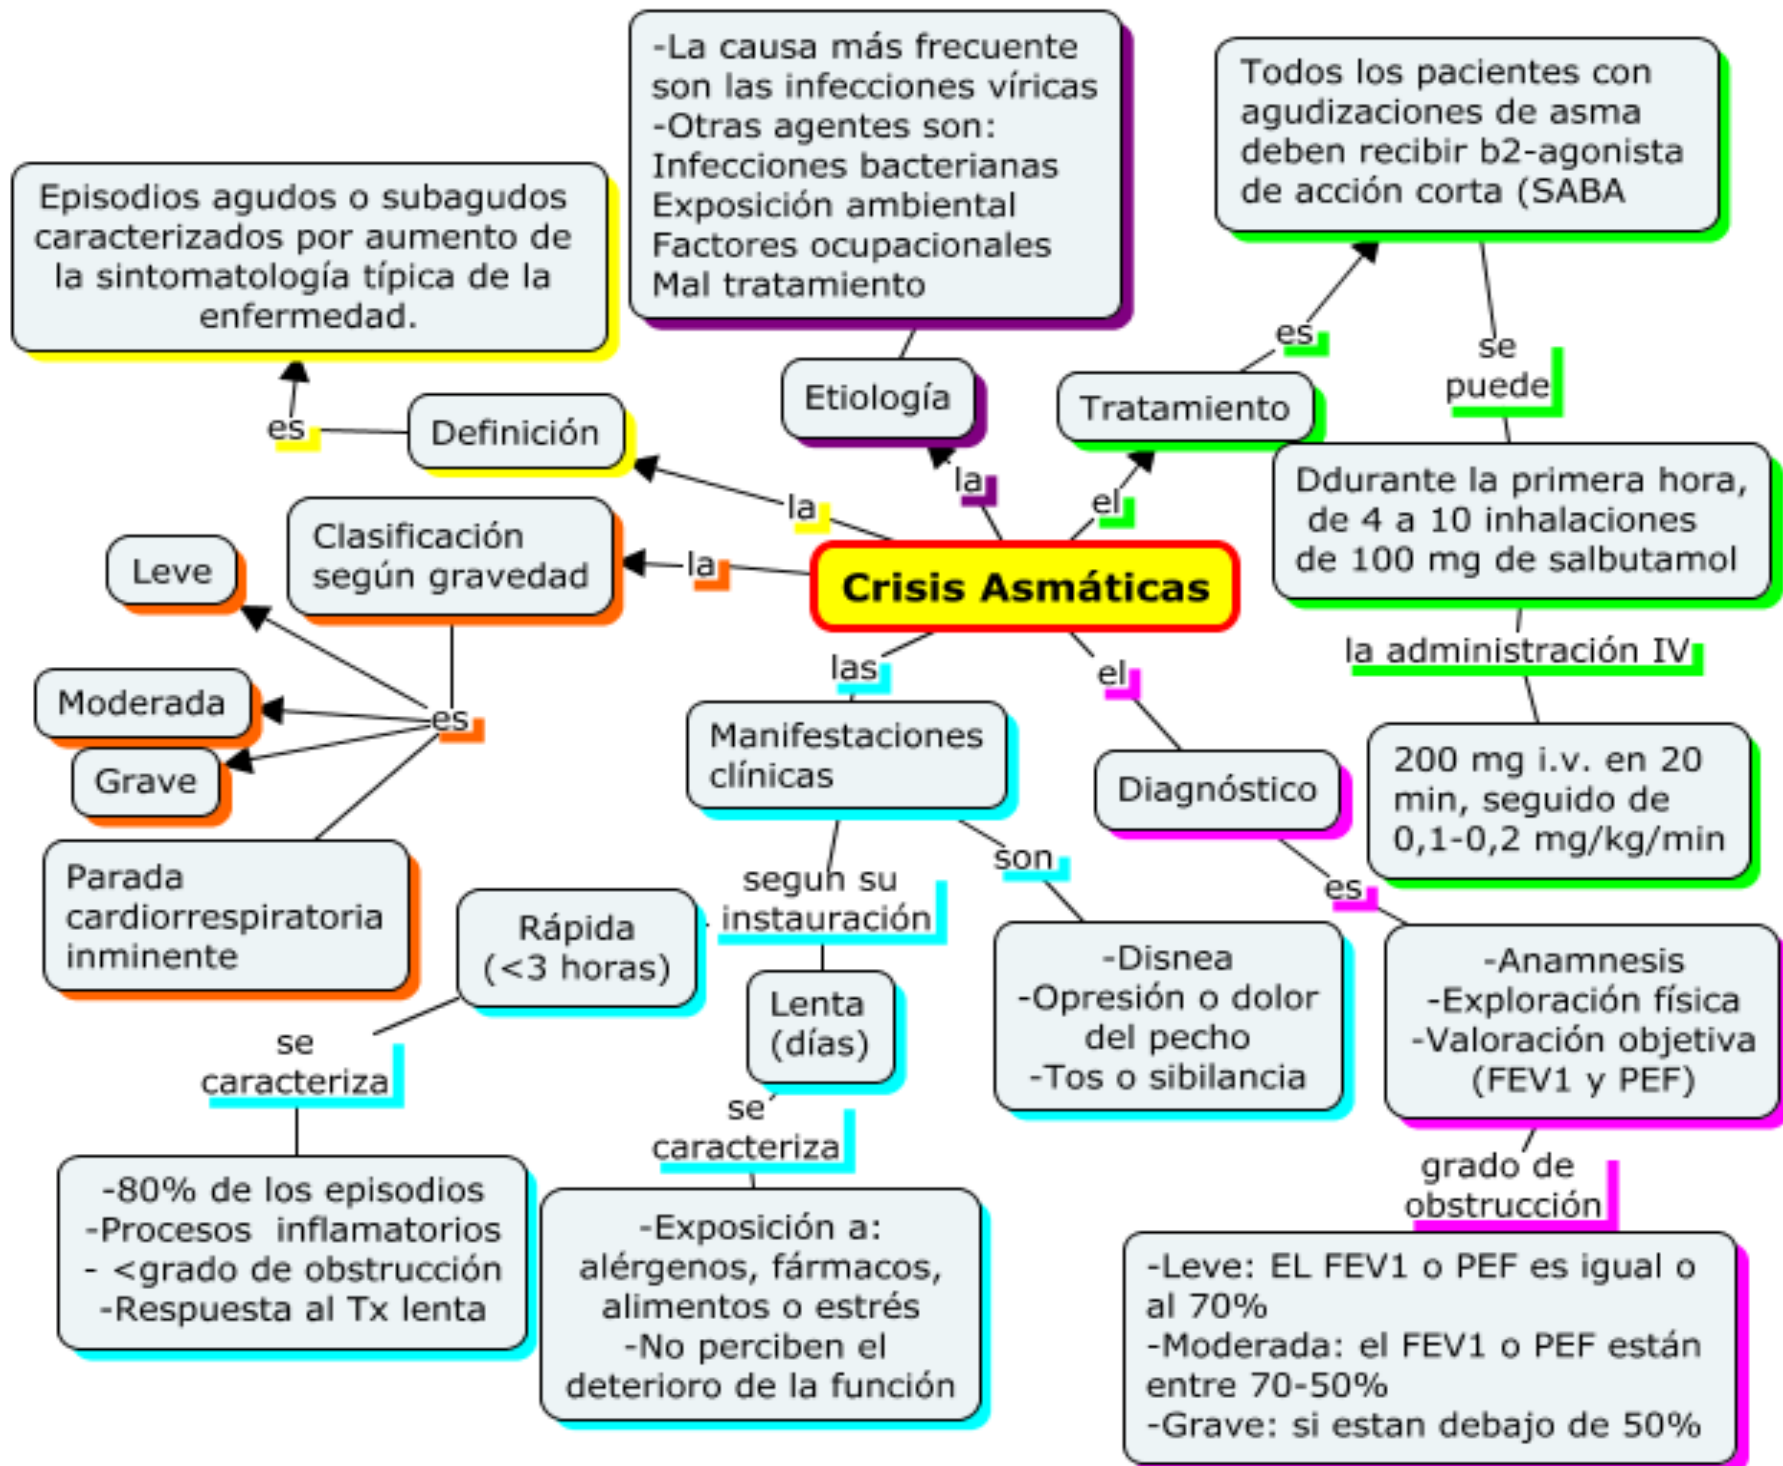 -La causa más frecuente
son las infecciones víricas
-Otras agentes son:
Infecciones bacterianas
Exposición ambiental
Factores ocupacionales
Mal tratamiento
Todos los pacientes con
agudizaciones de asma
deben recibir b2-agonista
de acción corta (SABA
Episodios agudos o subagudos
caracterizados por aumento de
la sintomatología típica de la
enfermedad.
es
Definición
la
Etiología
la
Tratamiento
es
el
se
puede
Ddurante la primera hora,
de 4 a 10 inhalaciones
de 100 mg de salbutamol
la administración IV
200 mg i.v. en 20
min, seguido de
0,1-0,2 mg/kg/min
Crisis Asmáticas
la
Clasificación
según gravedad
es
Leve
Moderada
Grave
Parada
cardiorrespiratoria
inminente
las
Manifestaciones
clínicas
segun su
instauración
Rápida
(<3 horas)
se
caracteriza
-80% de los episodios
-Procesos  inflamatorios
- <grado de obstrucción
-Respuesta al Tx lenta
Lenta
(días)
se
caracteriza
-Exposición a:
alérgenos, fármacos,
alimentos o estrés
-No perciben el
deterioro de la función
son
-Disnea
-Opresión o dolor
del pecho
-Tos o sibilancia
el
Diagnóstico
es
-Anamnesis
-Exploración física
-Valoración objetiva
(FEV1 y PEF)
grado de
obstrucción
-Leve: EL FEV1 o PEF es igual o
al 70%
-Moderada: el FEV1 o PEF están
entre 70-50%
-Grave: si estan debajo de 50%